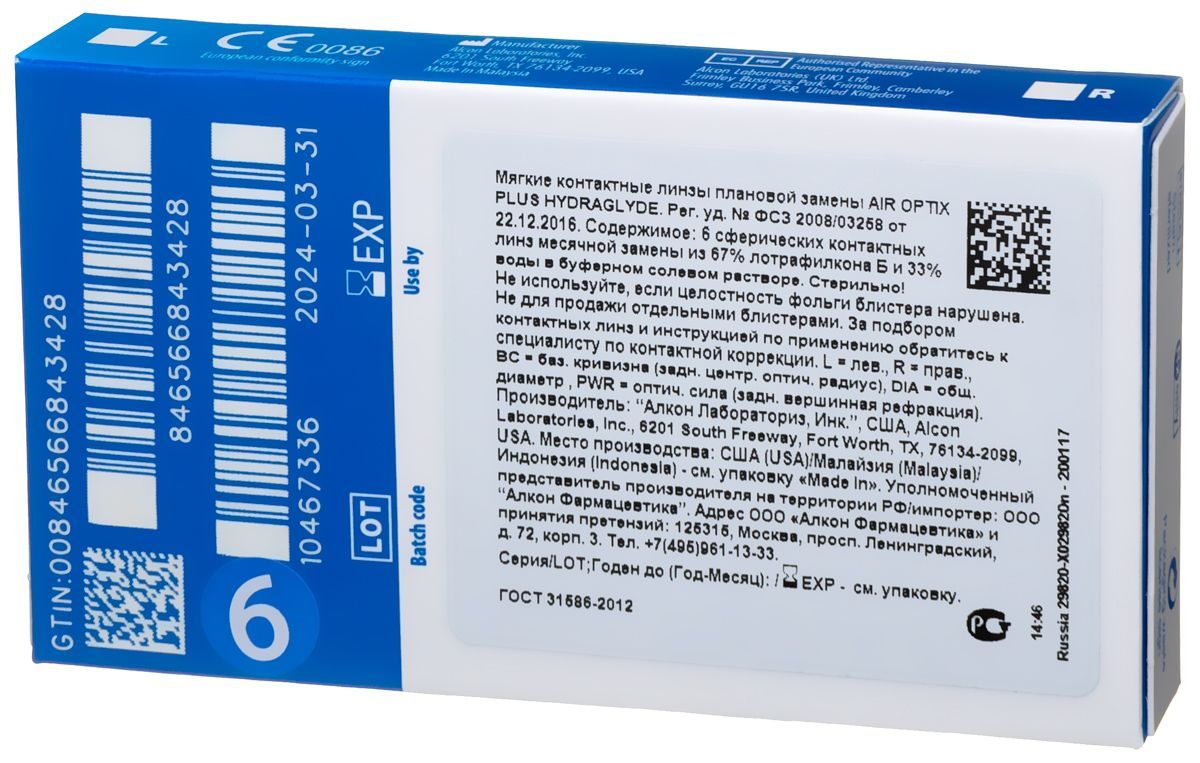 L
CE 0086
European conformity sign
Manufacturer
Alcon Laboratories, Inc.
6201 South Freeway
Fort Worth, TX 76134-2099, USA
Made in Malaysia
EC REP
Authorised Representative in the
European Community
Alcon Laboratories (UK) Ltd.
Frimley Business Park, Frimley, Camberley
Surrey, GU16 7SR, United Kingdom
R
GTIN:00846566843428
846566843428
2024-03-31
10467336
EXP
Use by
LOT
Batch code
6
Мягкие контактные линзы плановой замены AIR OPTIX
PLUS HYDRAGLYDE. Рег. уд. № ФСЗ 2008/03258 от
22.12.2016. Содержимое: 6 сферических контактных
линз месячной замены из 67% лотрафилкона Б и 33%
воды в буферном солевом растворе. Стерильно!
Не используйте, если целостность фольги блистера нарушена.
Не для продажи отдельными блистерами. За подбором
контактных линз и инструкцией по применению обратитесь к
специалисту по контактной коррекции. L = лев., R = прав.,
BC = баз. кривизна (задн. центр. оптич. радиус), DIA = общ.
диаметр , PWR = оптич. сила (задн. вершинная рефракция).
Производитель: “Алкон Лабораториз, Инк.”, США, Alcon
Laboratories, Inc., 6201 South Freeway, Fort Worth, TX, 76134-2099,
USA. Место производства: США (USA)/Малайзия (Malaysia)/
Индонезия (Indonesia) - см. упаковку «Made In». Уполномоченный
представитель производителя на территории РФ/импортер: ООО
“Алкон Фармацевтика”. Адрес ООО «Алкон Фармацевтика» и
принятия претензий: 125315, Москва, просп. Ленинградский,
д. 72, корп. 3. Тел. +7(495)961-13-33.
Серия/LOT;Годен до (Год-Месяц): / EXP - см. упаковку.
ГОСТ 31586-2012
14:46
Russia 29820-X029820n - 200117